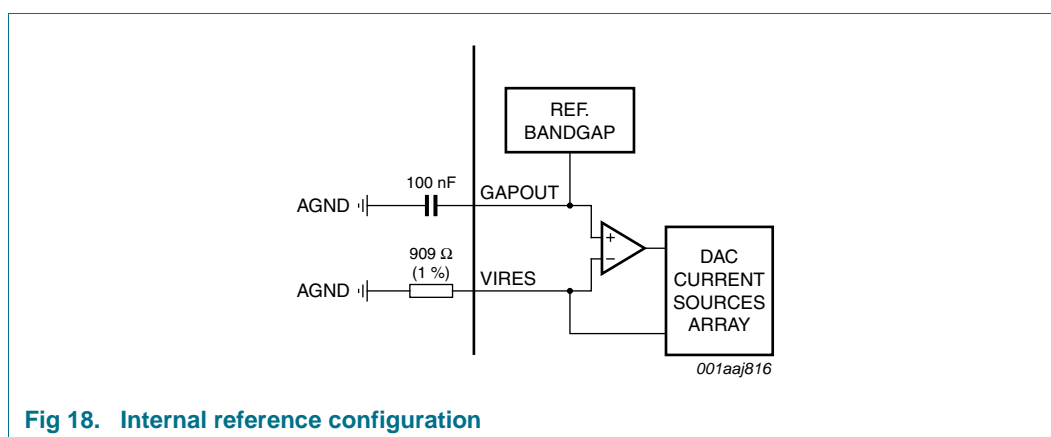 REF.
BANDGAP
100 nF
GAPOUT
AGND
+
−
909 Ω
(1 %)
VIRES
AGND
DAC
CURRENT
SOURCES
ARRAY
001aaj816
Fig 18. Internal reference configuration